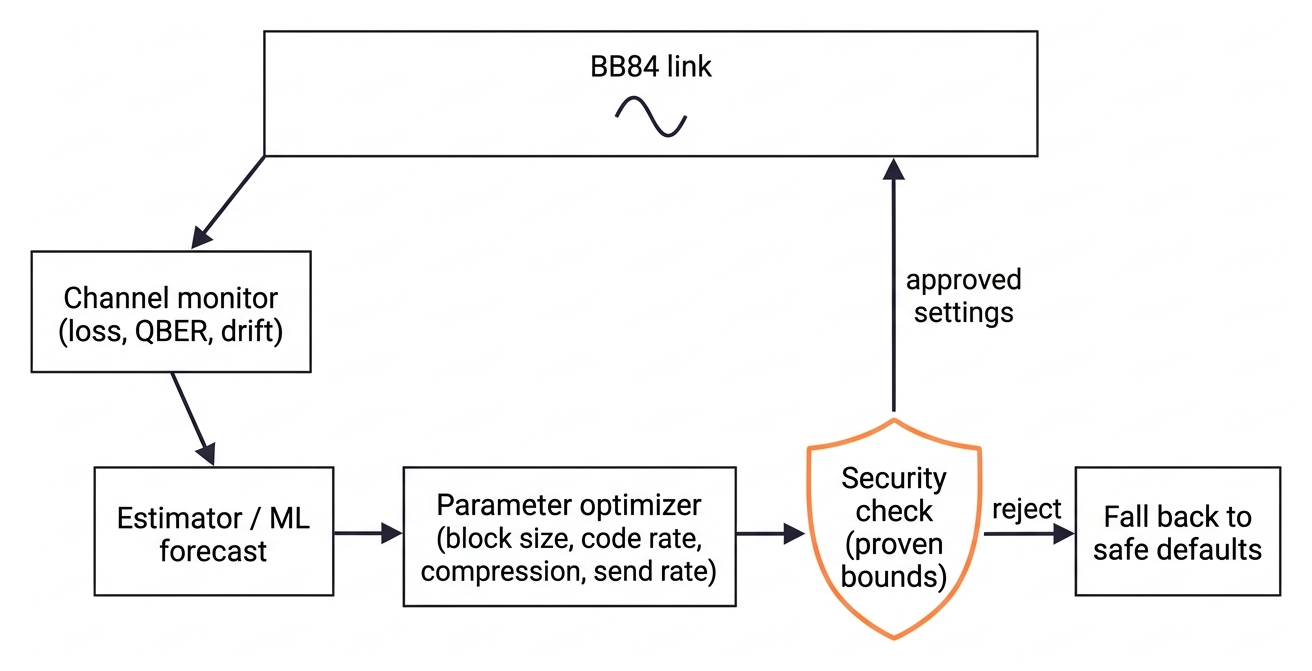 BB84 link
Channel monitor
(loss, QBER, drift)
approved
settings
Estimator / ML
forecast
Parameter optimizer
(block size, code rate,
compression, send rate)
Security
check
(proven
bounds)
reject
Fall back to
safe defaults